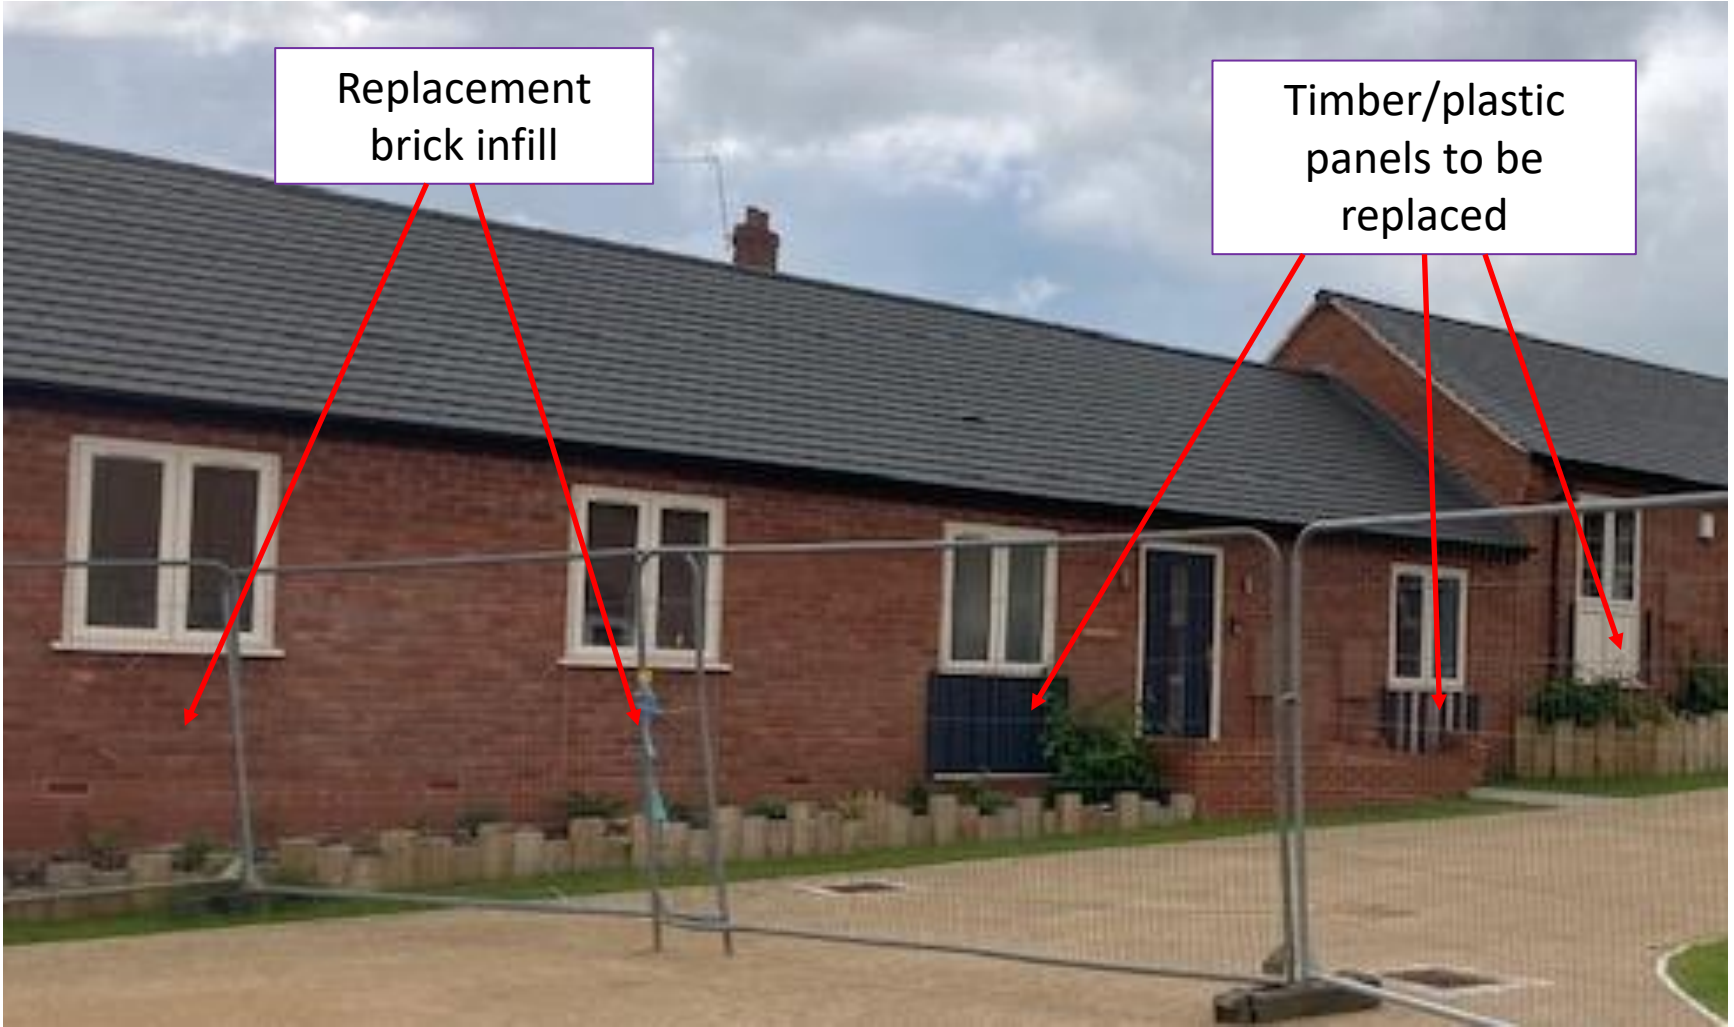 Replacement
brick infill
Timber/plastic
panels to be
replaced